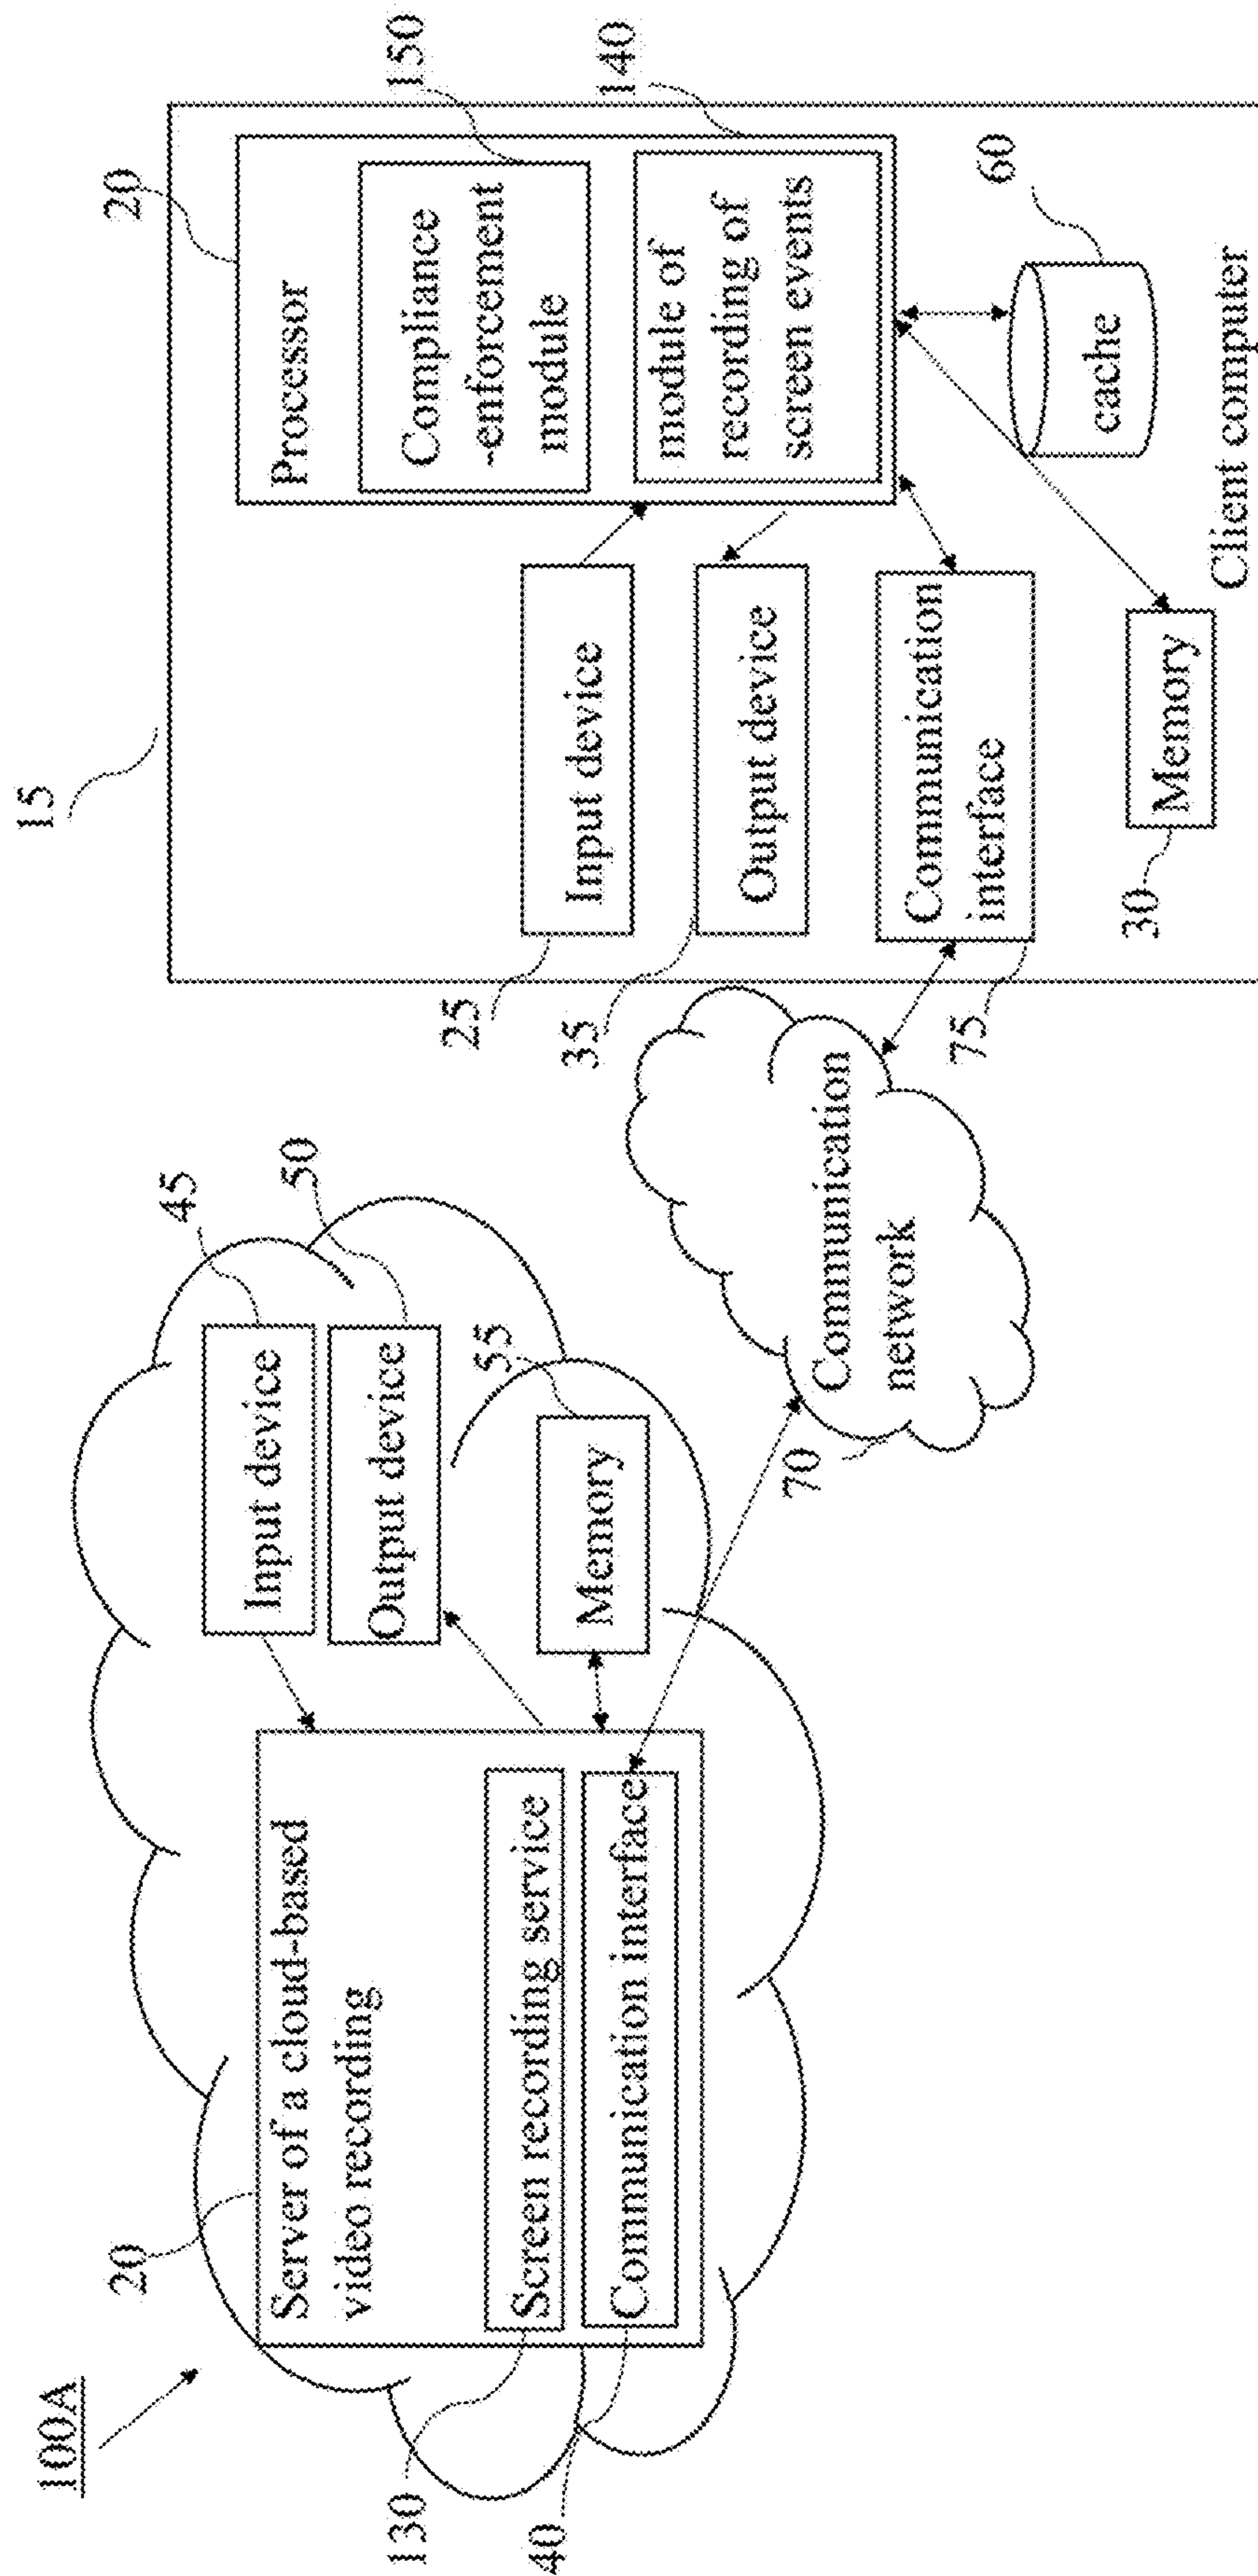 100A
20
Server of a cloud-based
video recording
Screen recording service
Communication interface
130
40
Input device
45
Output device
50
Memory
55
Communication
network
70
15
20
Processor
Compliance
-enforcement
module
150
module of
recording of
screen events
140
Input device
25
Output device
35
Communication
interface
75
Memory
30
cache
60
Client computer